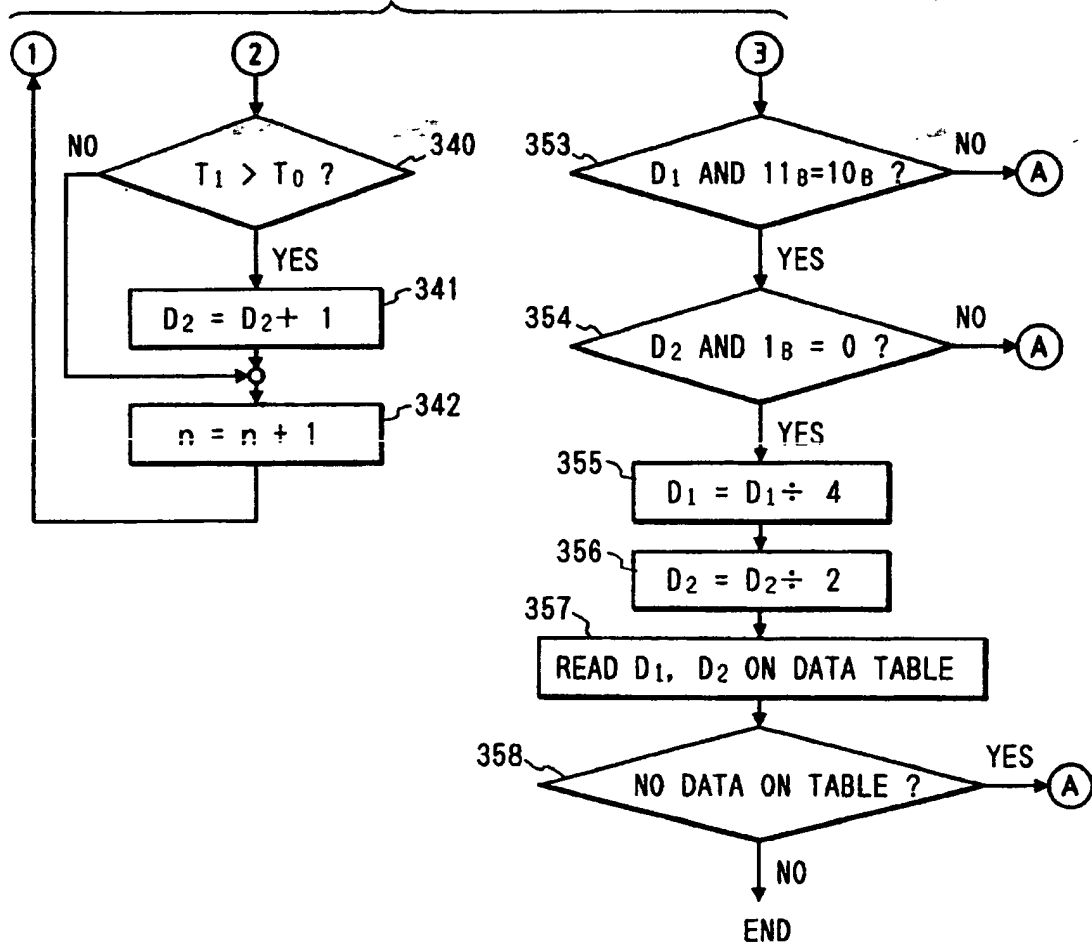 1
2
NO
T1 > T0 ?
340
YES
D2 = D2 + 1
341
n = n + 1
342
3
353
D1 AND 11B=10B ?
NO
A
YES
354
D2 AND 1B = 0 ?
NO
A
YES
355
D1 = D1 ÷ 4
356
D2 = D2 ÷ 2
357
READ D1, D2 ON DATA TABLE
358
NO DATA ON TABLE ?
YES
A
NO
END